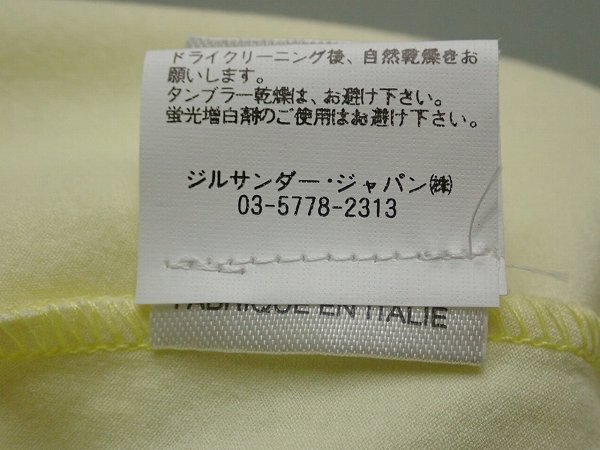 ドライクリーニング後、自然乾燥をお
願いします。
タンブラー乾燥は、お避け下さい。
蛍光増白剤のご使用はお避け下さい。
ジルサンダー・ジャパン㈱
03-5778-2313
FABRIQUE EN ITALIE